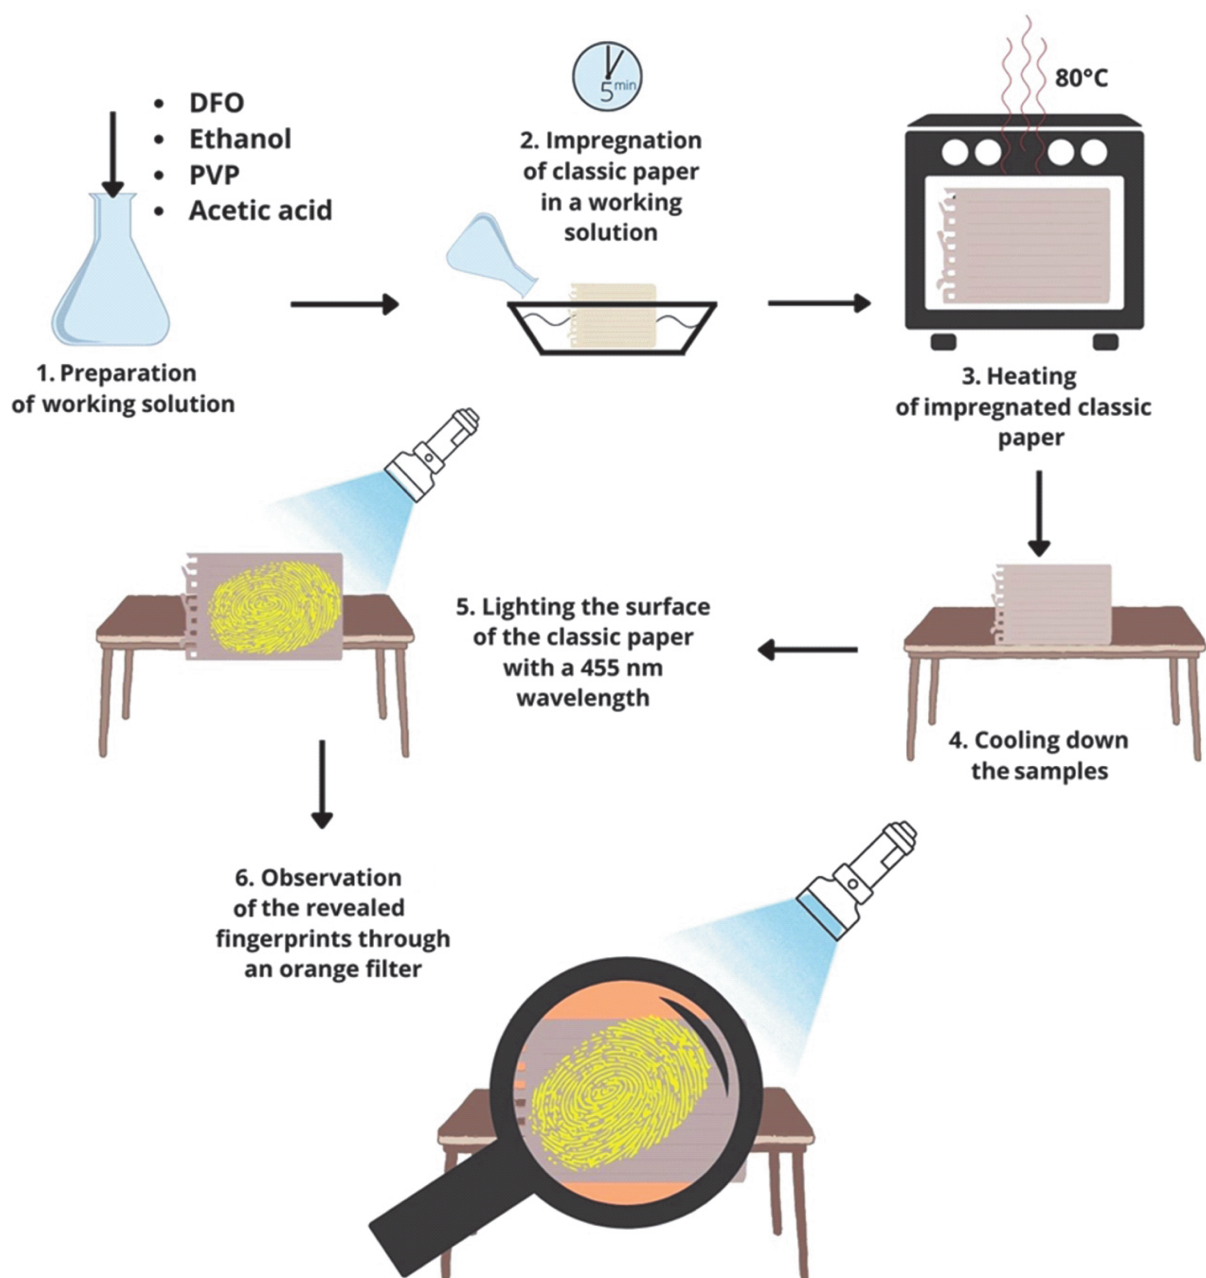 • DFO
• Ethanol
• PVP
• Acetic acid
1. Preparation
of working solution
5 min
2. Impregnation
of classic paper
in a working
solution
80°C
3. Heating
of impregnated classic
paper
4. Cooling down
the samples
5. Lighting the surface
of the classic paper
with a 455 nm
wavelength
6. Observation
of the revealed
fingerprints through
an orange filter